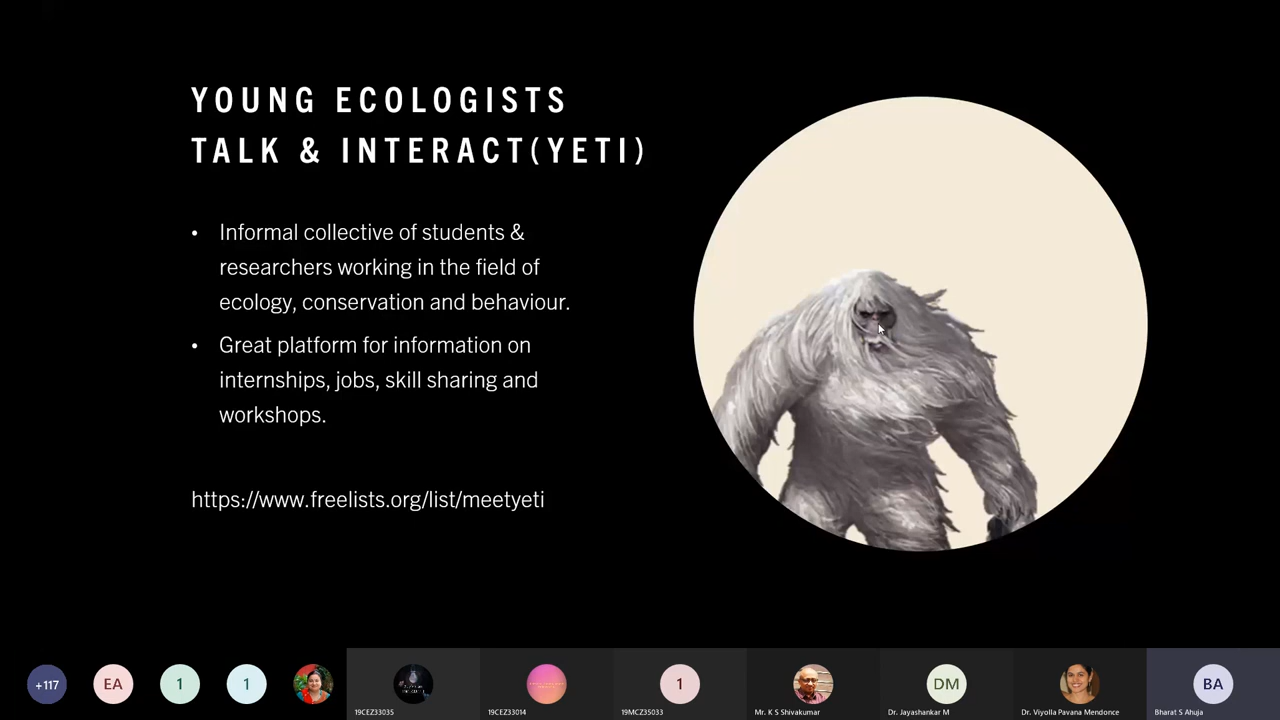 YOUNG ECOLOGISTS
TALK & INTERACT(YETI)
• Informal collective of students &
researchers working in the field of
ecology, conservation and behaviour.
• Great platform for information on
internships, jobs, skill sharing and
workshops.
https://www.freelists.org/list/meetyeti
+117
EA
1
1
19CEZ33035
19CEZ33014
1
19MCZ35033
Mr. K S Shivakumar
DM
Dr. Jayashankar M
Dr. Viyolla Pavana Mendonce
BA
Bharat S Ahuja